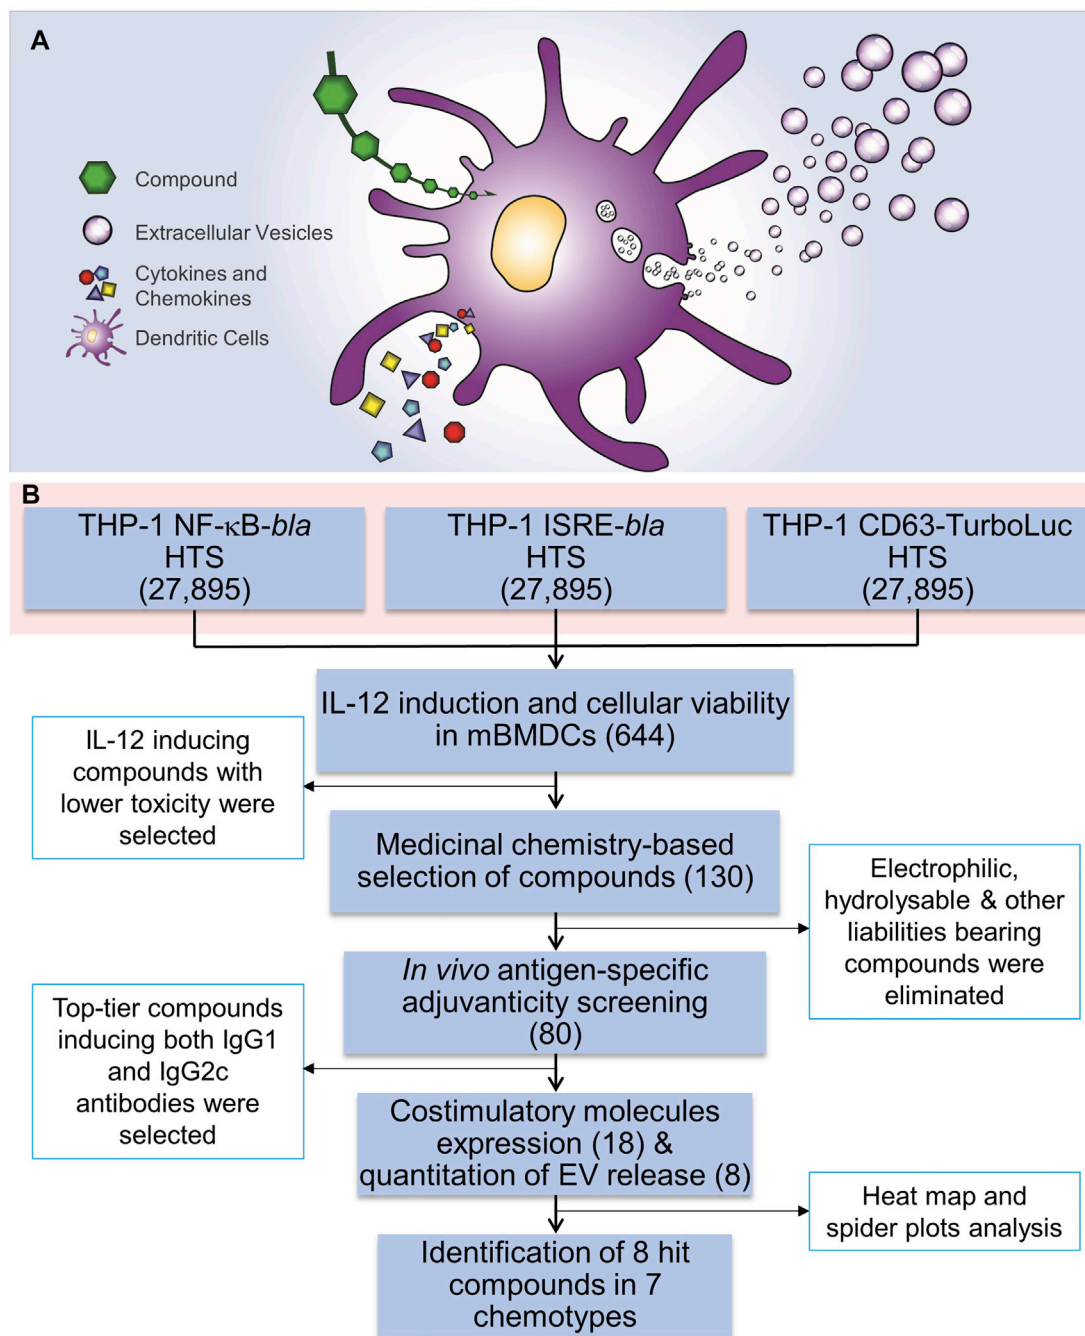 A
Compound
Extracellular Vesicles
Cytokines and
Chemokines
Dendritic Cells
B
THP-1 NF-κB-bla
HTS
(27,895)
THP-1 ISRE-bla
HTS
(27,895)
THP-1 CD63-TurboLuc
HTS
(27,895)
IL-12 induction and cellular viability
in mBMDCs (644)
IL-12 inducing
compounds with
lower toxicity were
selected
Medicinal chemistry-based
selection of compounds (130)
Electrophilic,
hydrolysable & other
liabilities bearing
compounds were
eliminated
In vivo antigen-specific
adjuvanticity screening
(80)
Top-tier compounds
inducing both IgG1
and IgG2c
antibodies were
selected
Costimulatory molecules
expression (18) &
quantitation of EV release (8)
Heat map and
spider plots analysis
Identification of 8 hit
compounds in 7
chemotypes